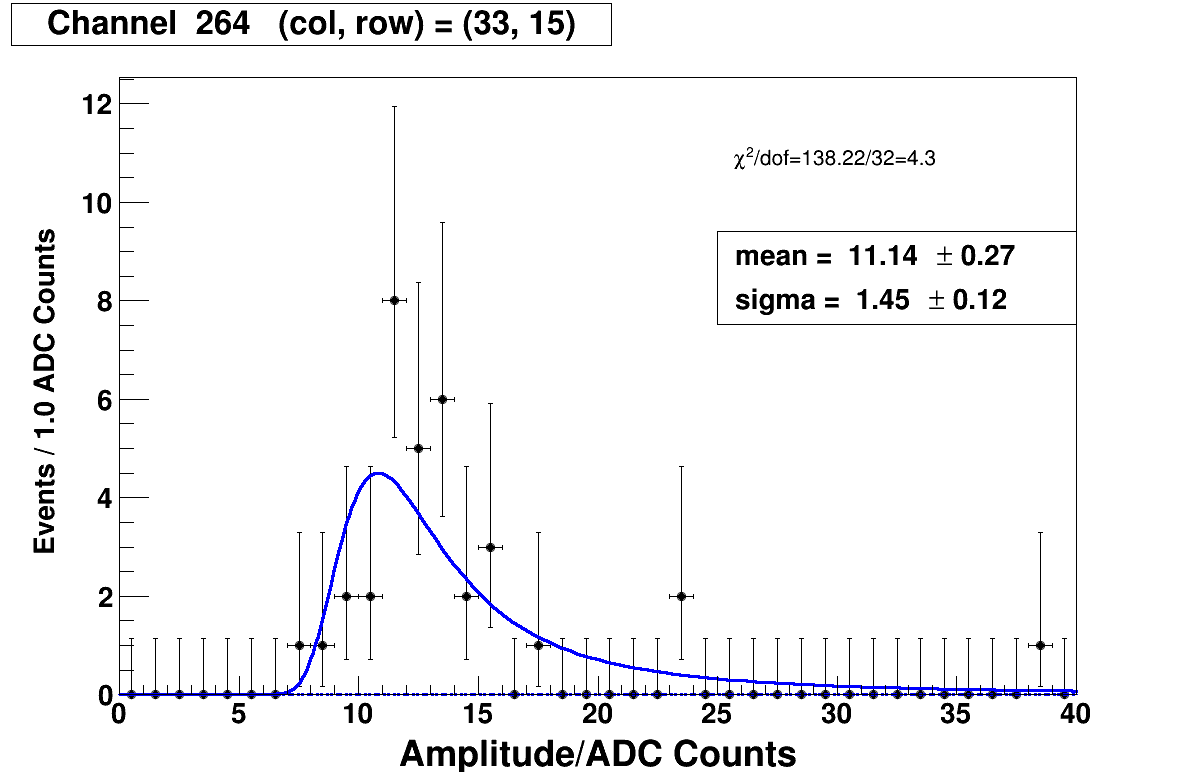 Channel 264 (col, row) = (33, 15)
12
10
8
6
4
2
0
Events / 1.0 ADC Counts
χ²/dof=138.22/32=4.3
mean = 11.14 ± 0.27
sigma = 1.45 ± 0.12
0 5 10 15 20 25 30 35 40
Amplitude/ADC Counts